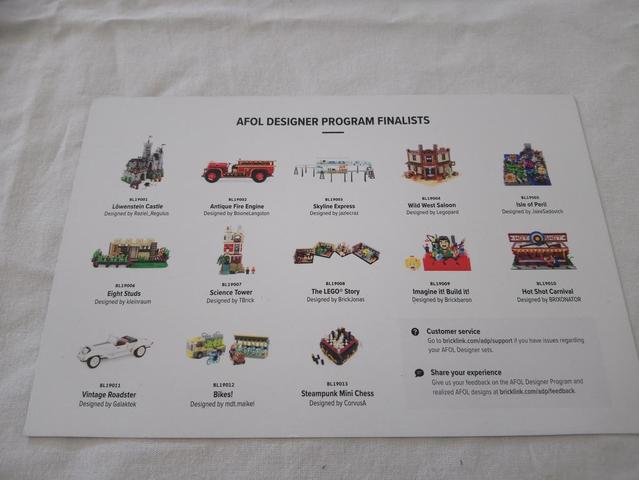 AFOL DESIGNER PROGRAM FINALISTS
BL19001
Löwenstein Castle
Designed by Raziel_Regulus
BL19002
Antique Fire Engine
Designed by BooneLangston
BL19003
Skyline Express
Designed by jazlecraz
BL19004
Wild West Saloon
Designed by Legopard
BL19005
Isle of Peril
Designed by JakeSadovich
BL19006
Eight Studs
Designed by kleinraum
BL19007
Science Tower
Designed by TBrick
BL19008
The LEGO® Story
Designed by BrickJonas
BL19009
Imagine it! Build it!
Designed by Brickbaron
HOT SHOT
BL19010
Hot Shot Carnival
Designed by BRIXONATOR
BL19011
Vintage Roadster
Designed by Galaktek
BL19012
Bikes!
Designed by mdt.maikel
BL19013
Steampunk Mini Chess
Designed by CorvusA
Customer service
Go to bricklink.com/adp/support if you have issues regarding
your AFOL Designer sets.
Share your experience
Give us your feedback on the AFOL Designer Program and
realized AFOL designs at bricklink.com/adp/feedback.